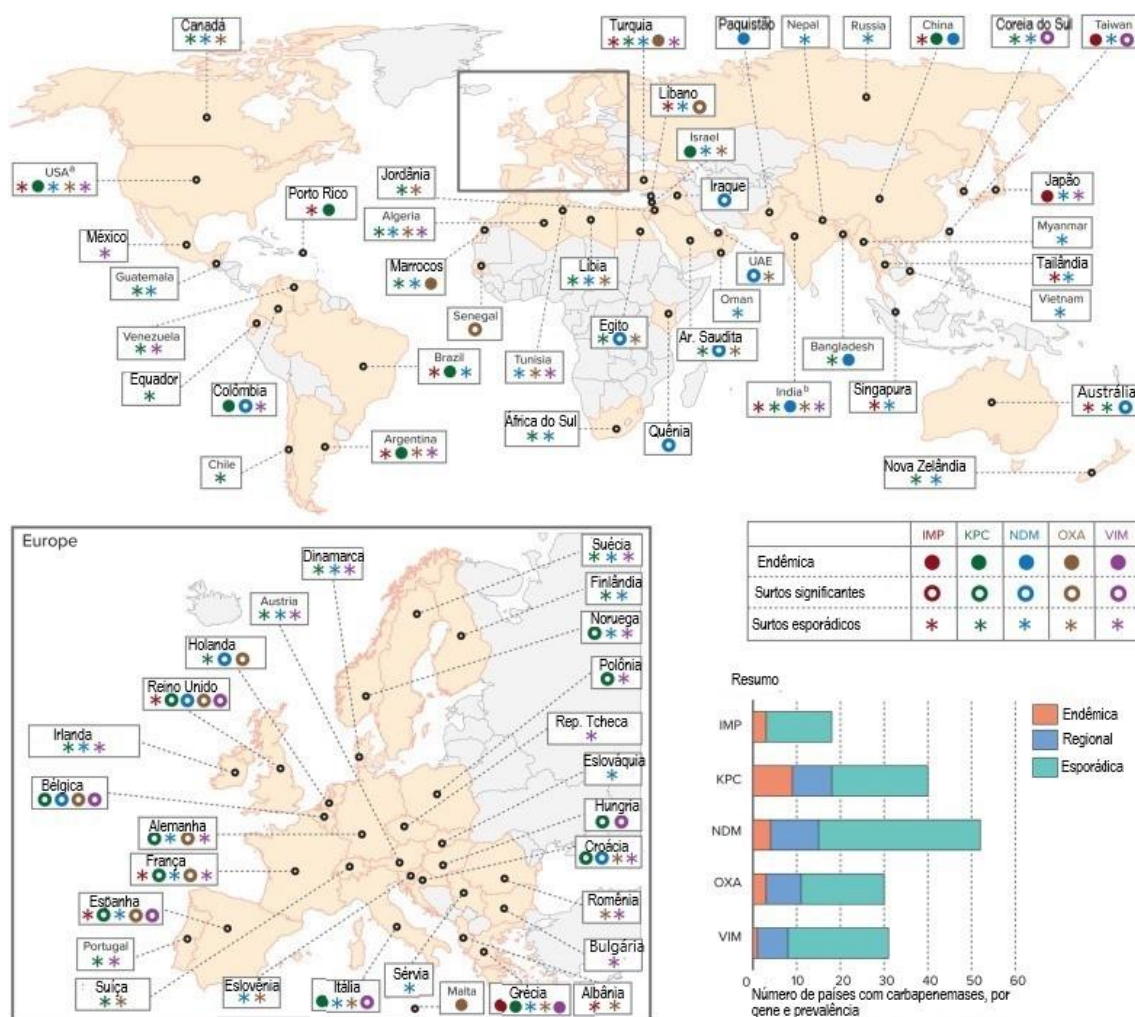 Canadá
Turquia
Paquistão
Nepal
Russia
China
Coreia do Sul
Taiwan
Líbano
Israel
USAª
Jordânia
Iraque
Japão
Porto Rico
Algeria
México
Myanmar
Guatemala
Marrocos
Líbia
UAE
Tailândia
Senegal
Oman
Vietnam
Venezuela
Egito
Ar. Saudita
Brazil
Tunisia
Bangladesh
Equador
Colômbia
Indiaᵇ
Singapura
Austrália
África do Sul
Quênia
Argentina
Chile
Nova Zelândia
Europe
Dinamarca
Suécia
Austria
Finlândia
Holanda
Noruega
Reino Unido
Polônia
Irlanda
Rep. Tcheca
Bélgica
Eslováquia
Alemanha
Hungria
França
Croácia
Espanha
Romênia
Portugal
Bulgária
Suiça
Eslovênia
Itália
Sérvia
Malta
Grécia
Albânia
IMP KPC NDM OXA VIM
Endêmica
Surtos significantes
Surtos esporádicos
Resumo
IMP
KPC
NDM
OXA
VIM
Endêmica
Regional
Esporádica
0 10 20 30 40 50 60
Número de países com carbapenemases, por
gene e prevalência